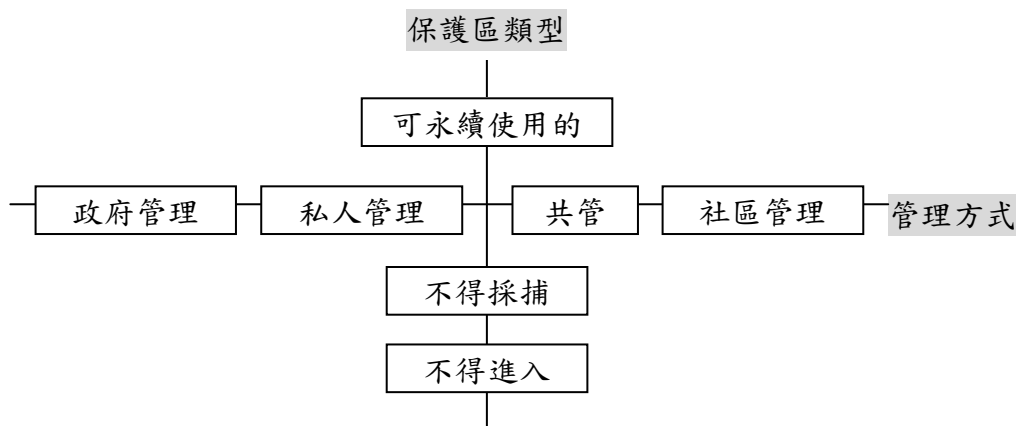 保護區類型
可永續使用的
政府管理
私人管理
共管
社區管理
管理方式
不得採捕
不得進入